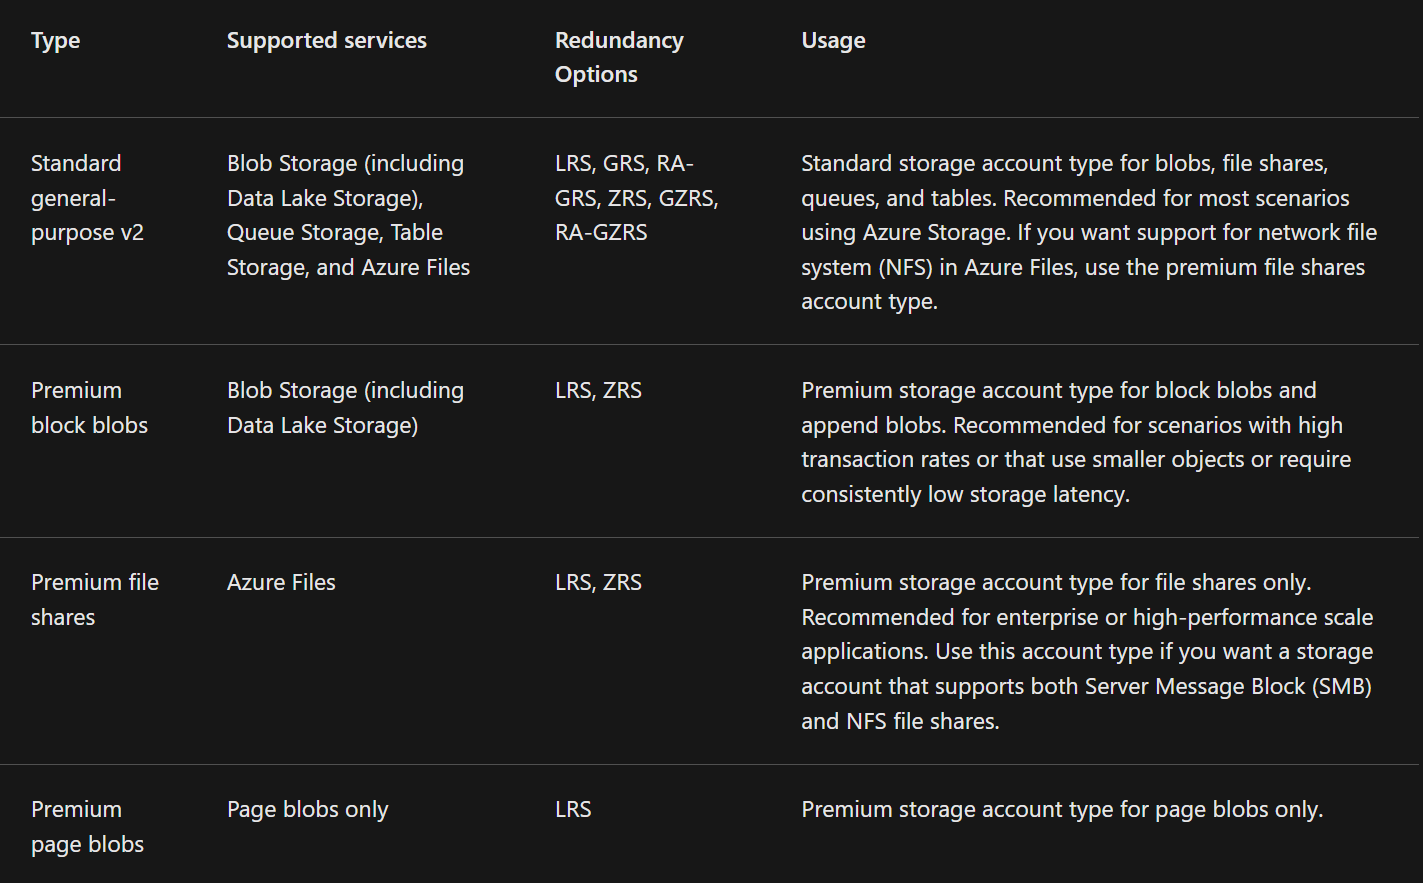 Type
Supported services
Redundancy
Options
Usage
Standard
general-
purpose v2
Blob Storage (including
Data Lake Storage),
Queue Storage, Table
Storage, and Azure Files
LRS, GRS, RA-
GRS, ZRS, GZRS,
RA-GZRS
Standard storage account type for blobs, file shares,
queues, and tables. Recommended for most scenarios
using Azure Storage. If you want support for network file
system (NFS) in Azure Files, use the premium file shares
account type.
Premium
block blobs
Blob Storage (including
Data Lake Storage)
LRS, ZRS
Premium storage account type for block blobs and
append blobs. Recommended for scenarios with high
transaction rates or that use smaller objects or require
consistently low storage latency.
Premium file
shares
Azure Files
LRS, ZRS
Premium storage account type for file shares only.
Recommended for enterprise or high-performance scale
applications. Use this account type if you want a storage
account that supports both Server Message Block (SMB)
and NFS file shares.
Premium
page blobs
Page blobs only
LRS
Premium storage account type for page blobs only.